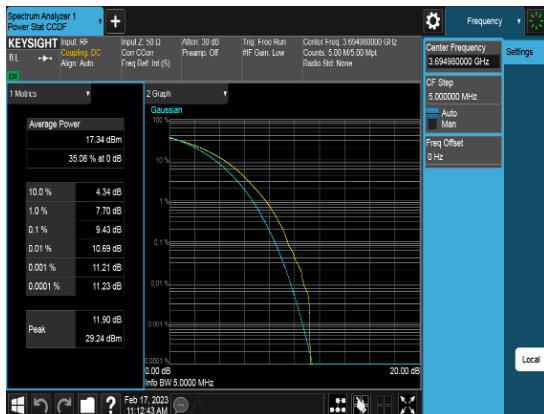 Spectrum Analyzer 1
Power Stat CCDF
+
Frequency
KEYSIGHT
Input: RF
Coupling: DC
Align: Auto
RL
Input Z: 50 Ω
Corr CCorr
Freq Ref: Int (S)
Atten: 30 dB
Preamp: Off
Trig: Free Run
#IF Gain: Low
Center Freq: 3.694980000 GHz
Counts: 5.00 M/5.00 Mpt
Radio Std: None
Center Frequency
3.694980000 GHz
Settings
CF Step
5.000000 MHz
Auto
Man
Freq Offset
0 Hz
1 Metrics
2 Graph
Gaussian
Average Power
17.34 dBm
35.08 % at 0 dB
10.0 % 4.34 dB
1.0 % 7.70 dB
0.1 % 9.43 dB
0.01 % 10.69 dB
0.001 % 11.21 dB
0.0001 % 11.23 dB
Peak
11.90 dB
29.24 dBm
100 %
10 %
1 %
0.1 %
0.01 %
0.001 %
0.0001 %
0.00 dB
20.00 dB
Info BW 5.0000 MHz
Local
Feb 17, 2023
11:12:43 AM
?